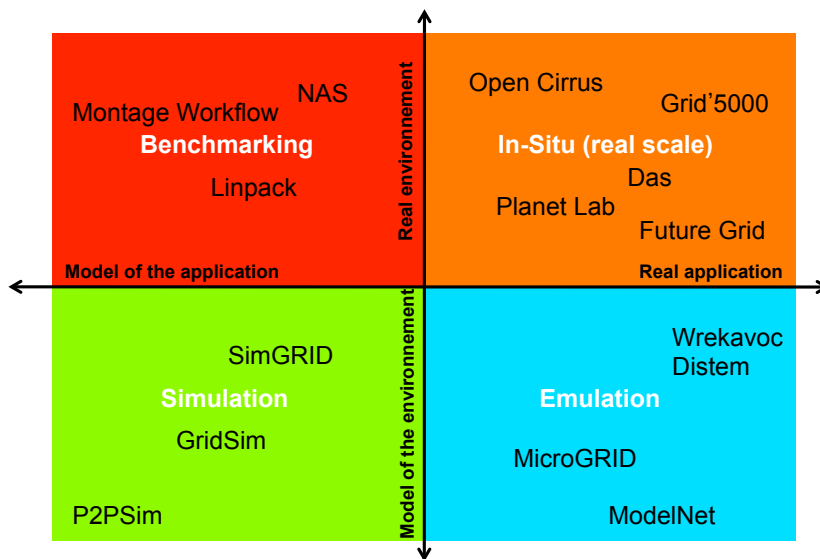 NAS
Montage Workflow
Benchmarking
Linpack
Model of the application
Real environnement
Open Cirrus
Grid'5000
In-Situ (real scale)
Das
Planet Lab
Future Grid
Real application
SimGRID
Simulation
GridSim
P2PSim
Model of the environnement
Wrekavoc
Distem
Emulation
MicroGRID
ModelNet